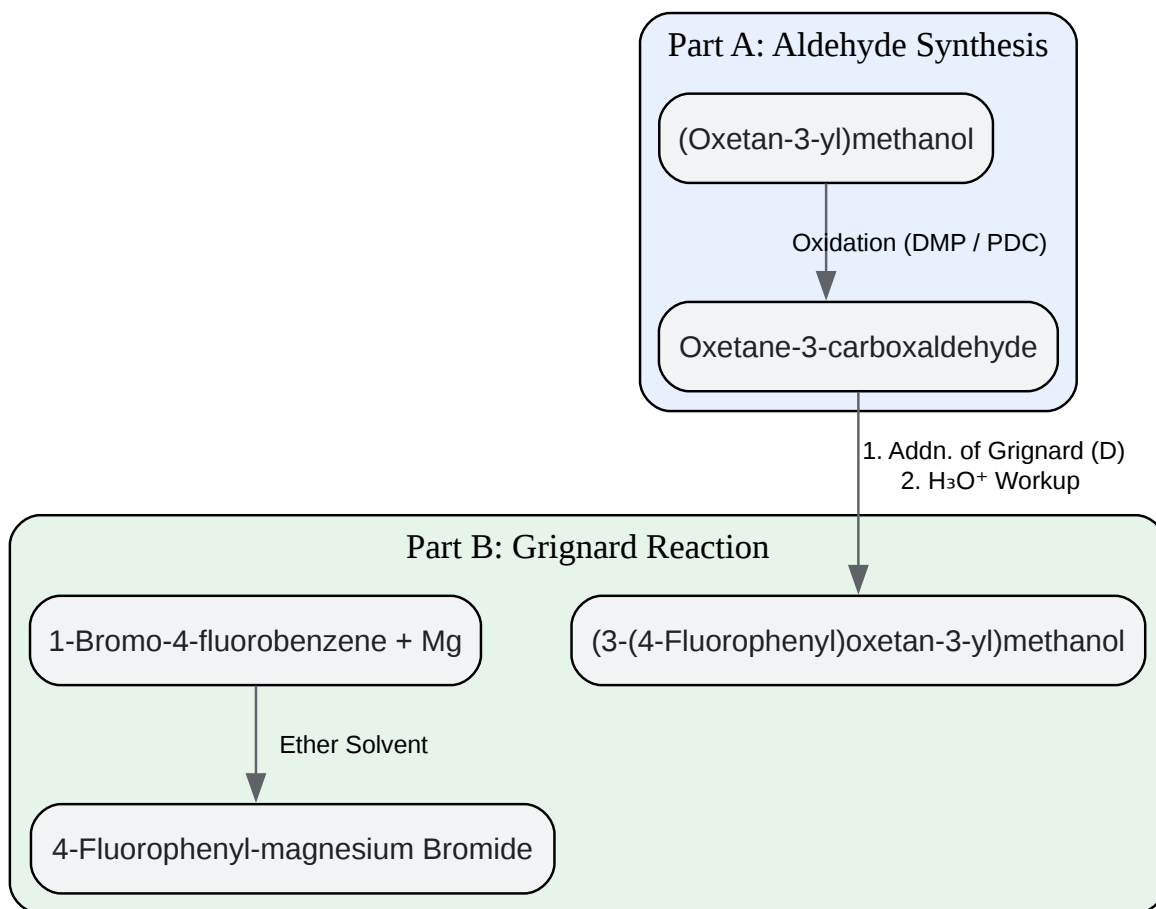 Part A: Aldehyde Synthesis
(Oxetan-3-yl)methanol
Oxidation (DMP / PDC)
Oxetane-3-carboxaldehyde
1. Addn. of Grignard (D)
2. H₃O⁺ Workup
Part B: Grignard Reaction
1-Bromo-4-fluorobenzene + Mg
(3-(4-Fluorophenyl)oxetan-3-yl)methanol
Ether Solvent
4-Fluorophenyl-magnesium Bromide